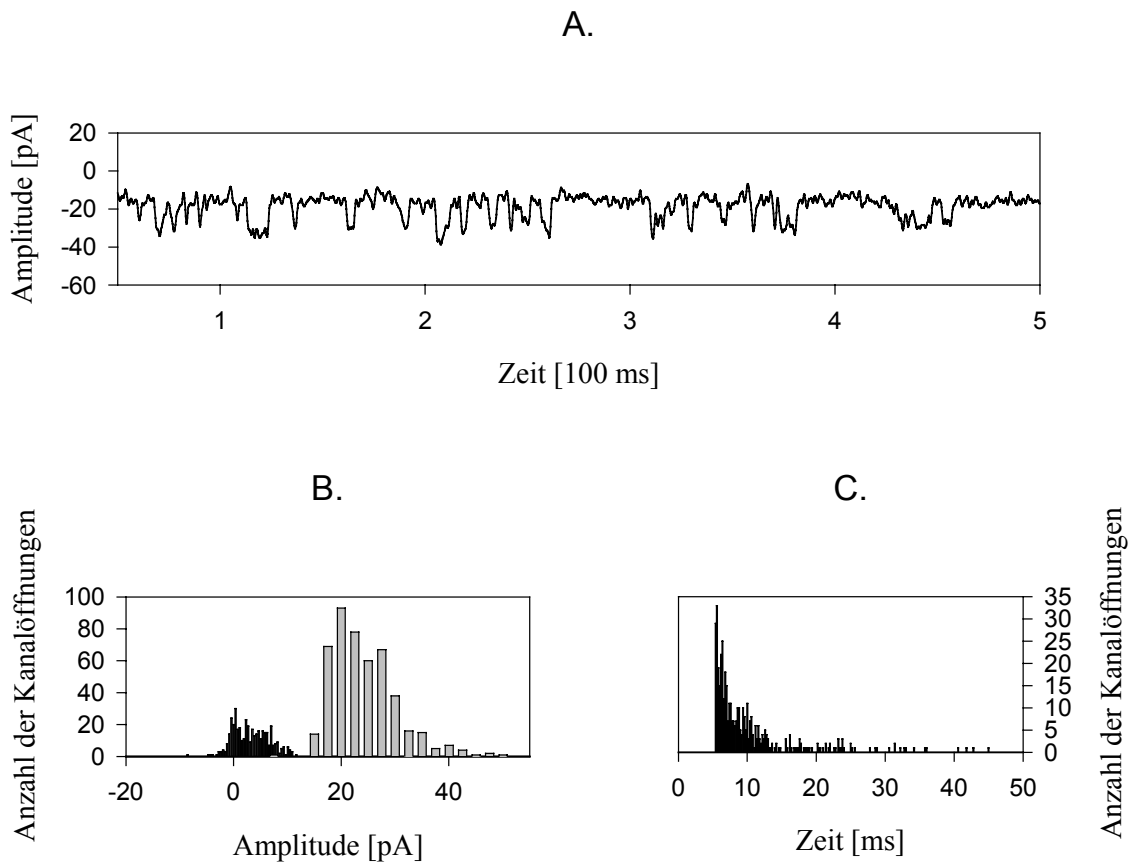 A.
Amplitude [pA]
20
0
-20
-40
-60
1 2 3 4 5
Zeit [100 ms]
B.
Anzahl der Kanalöffnungen
100
80
60
40
20
0
-20 0 20 40
Amplitude [pA]
C.
35
30
25
20
15
10
5
0
0 10 20 30 40 50
Zeit [ms]
Anzahl der Kanalöffnungen